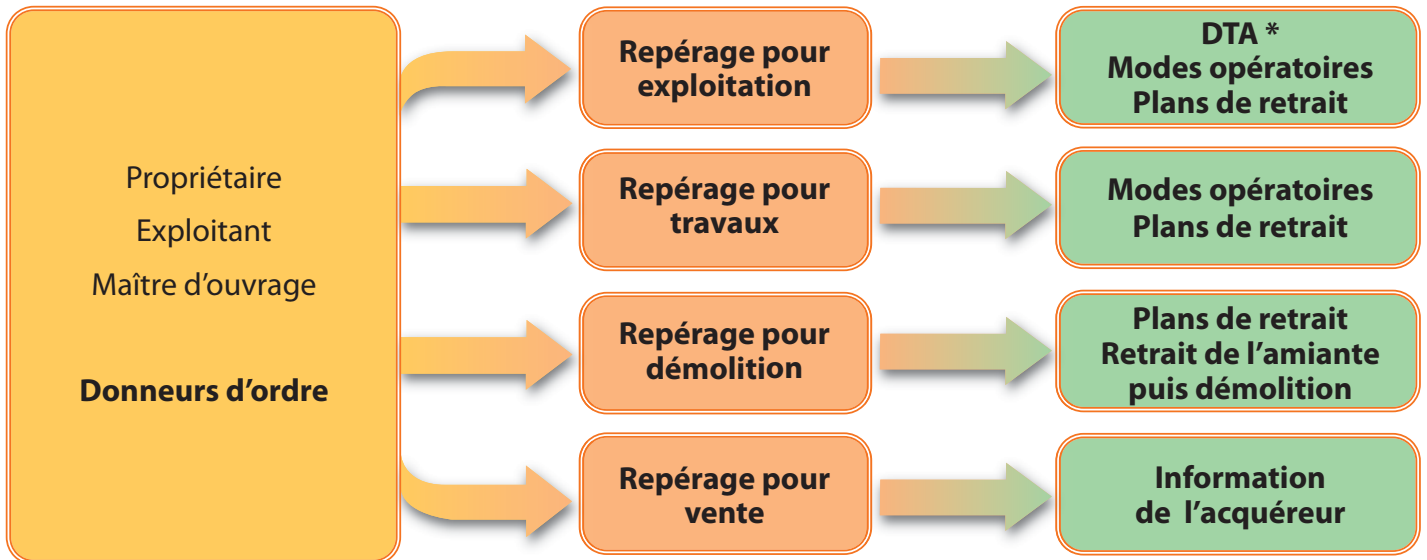 Propriétaire
Exploitant
Maître d’ouvrage
Donneurs d’ordre
Repérage pour
exploitation
DTA *
Modes opératoires
Plans de retrait
Repérage pour
travaux
Modes opératoires
Plans de retrait
Repérage pour
démolition
Plans de retrait
Retrait de l’amiante
puis démolition
Repérage pour
vente
Information
de l’acquéreur